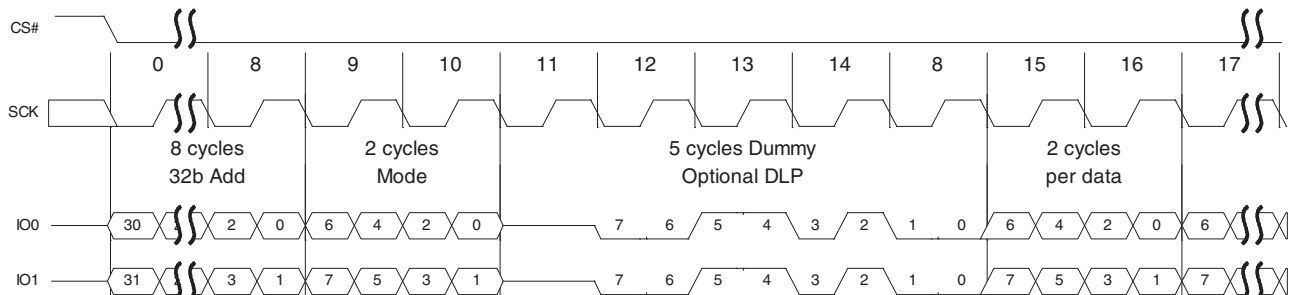 CS#
0 8 9 10 11 12 13 14 8 15 16 17
SCK
8 cycles 2 cycles 5 cycles Dummy 2 cycles
32b Add Mode Optional DLP per data
IO0 30 2 0 6 4 2 0 7 6 5 4 3 2 1 0 6 4 2 0 6
IO1 31 3 1 7 5 3 1 7 6 5 4 3 2 1 0 7 5 3 1 7